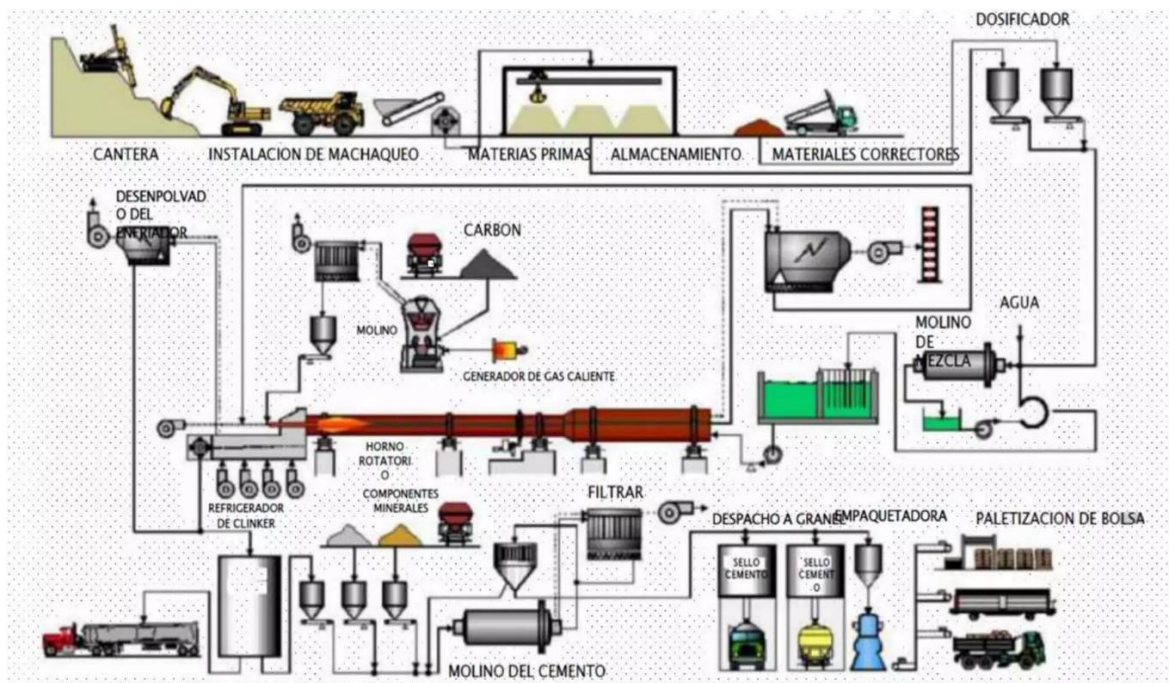 DOSIFICADOR
CANTERA
INSTALACION DE MACHAQUEO
MATERIAS PRIMAS
ALMACENAMIENTO
MATERIALES CORRECTORES
DESENPOLVAD
O DEL
ENFRIADOR
CARBON
MOLINO
GENERADOR DE GAS CALIENTE
AGUA
MOLINO
DE
MEZCLA
HORNO
ROTATORI
O
REFRIGERADOR
DE CLINKER
COMPONENTES
MINERALES
FILTRAR
DESPACHO A GRANEL
EMPAQUETADORA
PALETIZACION DE BOLSA
SELLO
CEMENTO
SELLO
CEMENT
O
MOLINO DEL CEMENTO